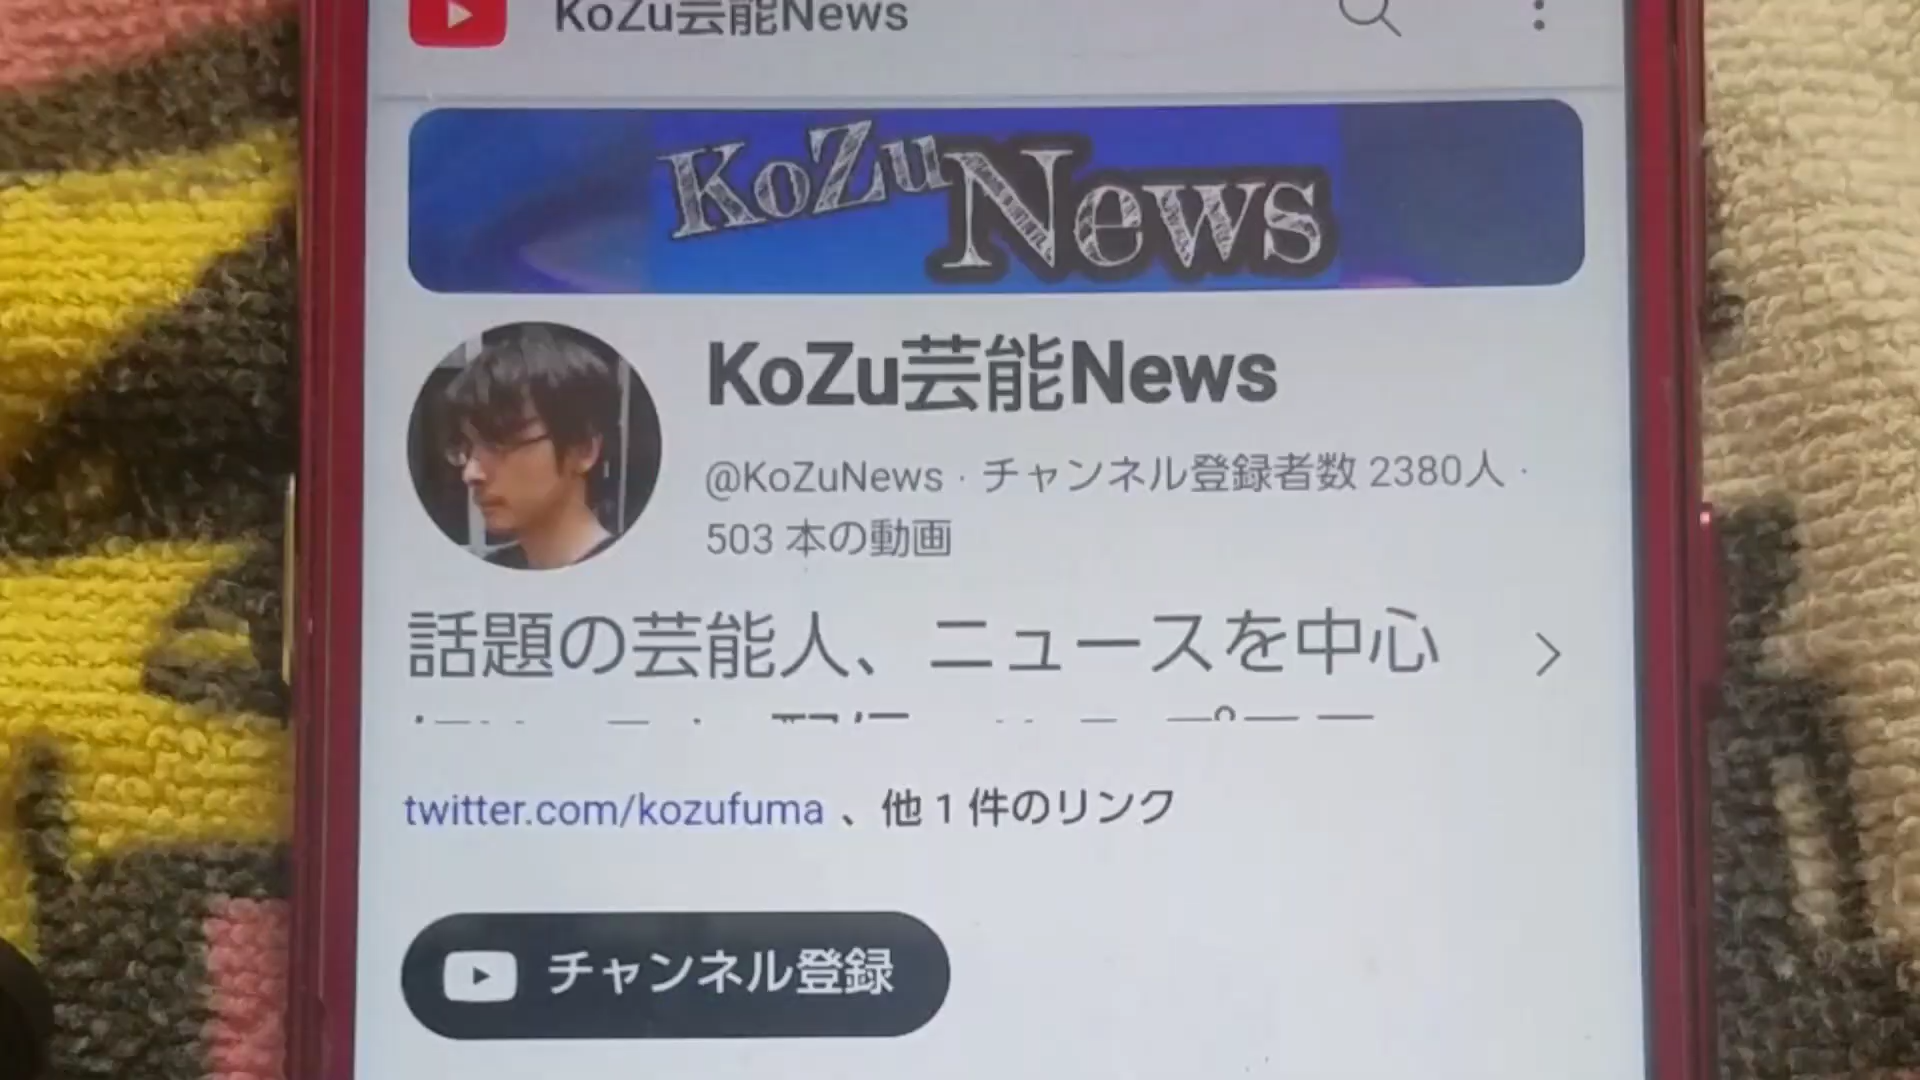 KoZu芸能News
KoZu News
KoZu芸能News
@KoZuNews · チャンネル登録者数 2380人 ·
503 本の動画
話題の芸能人、ニュースを中心
twitter.com/kozufuma 、他 1 件のリンク
チャンネル登録